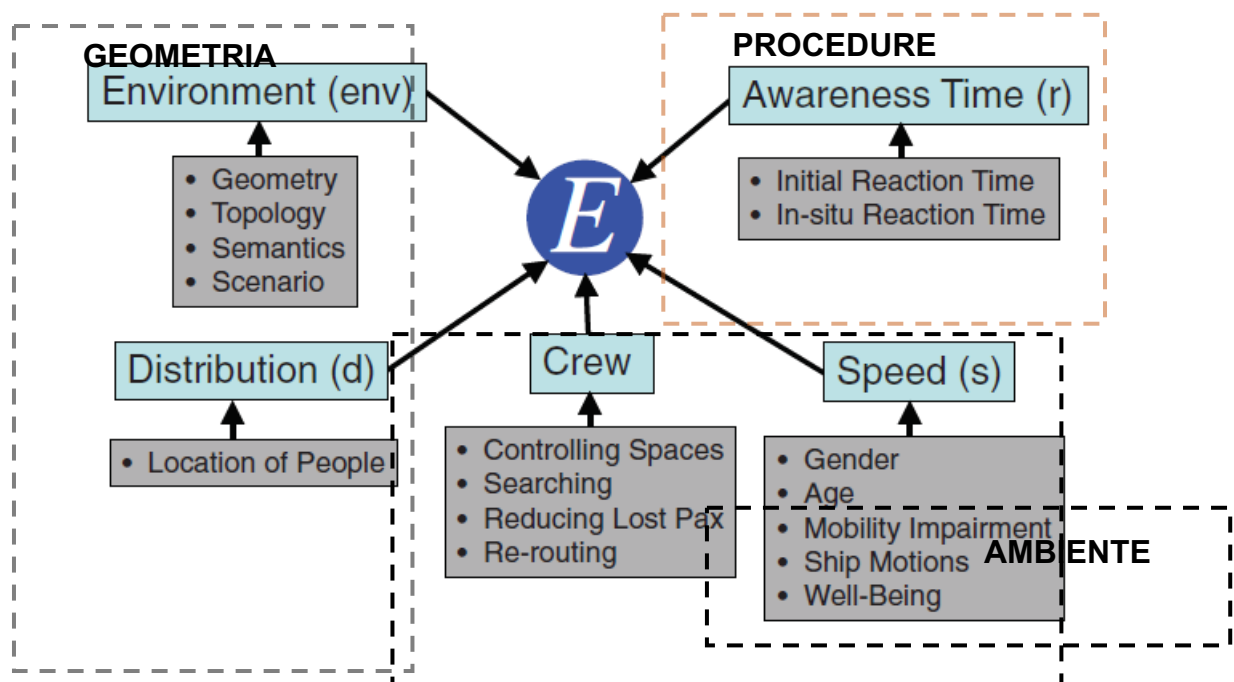 GEOMETRIA
Environment (env)
• Geometry
• Topology
• Semantics
• Scenario
PROCEDURE
Awareness Time (r)
• Initial Reaction Time
• In-situ Reaction Time
E
Distribution (d)
• Location of People
Crew
• Controlling Spaces
• Searching
• Reducing Lost Pax
• Re-routing
Speed (s)
• Gender
• Age
• Mobility Impairment
• Ship Motions
• Well-Being
AMBIENTE